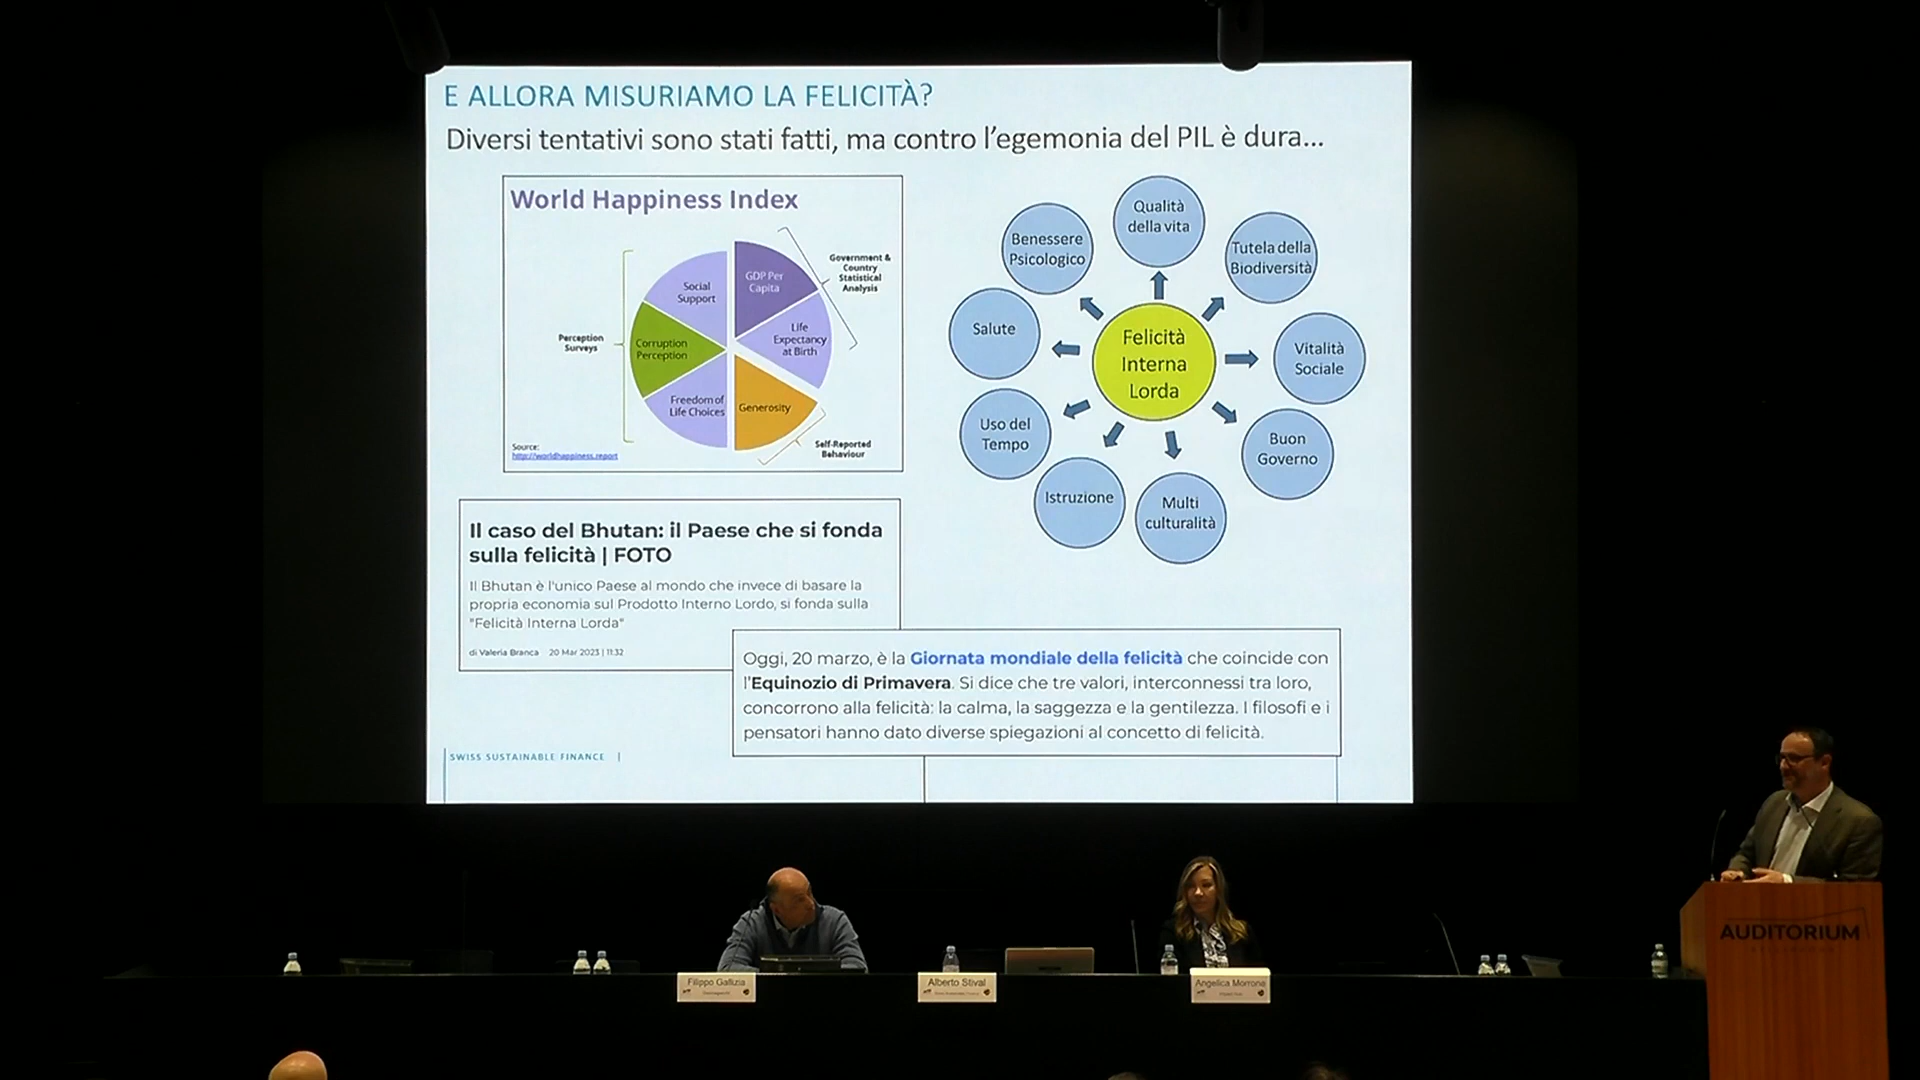 E ALLORA MISURIAMO LA FELICITÀ?
Diversi tentativi sono stati fatti, ma contro l'egemonia del PIL è dura...
World Happiness Index
Social
Support
GDP Per
Capita
Government &
Country
Statistical
Analysis
Life
Expectancy
at Birth
Perception
Surveys
Corruption
Perception
Freedom of
Life Choices
Generosity
Self-Reported
Behaviour
Source:
http://worldhappiness.report
Qualità
della vita
Benessere
Psicologico
Tutela della
Biodiversità
Salute
Felicità
Interna
Lorda
Vitalità
Sociale
Uso del
Tempo
Buon
Governo
Istruzione
Multi
culturalità
Il caso del Bhutan: il Paese che si fonda
sulla felicità | FOTO
Il Bhutan è l'unico Paese al mondo che invece di basare la
propria economia sul Prodotto Interno Lordo, si fonda sulla
"Felicità Interna Lorda"
di Valeria Branca 20 Mar 2023 | 11:32
Oggi, 20 marzo, è la Giornata mondiale della felicità che coincide con
l'Equinozio di Primavera. Si dice che tre valori, interconnessi tra loro,
concorrono alla felicità: la calma, la saggezza e la gentilezza. I filosofi e i
pensatori hanno dato diverse spiegazioni al concetto di felicità.
SWISS SUSTAINABLE FINANCE |
AUDITORIUM
Filippo Gallizia
Alberto Stival
Angelica Morrone